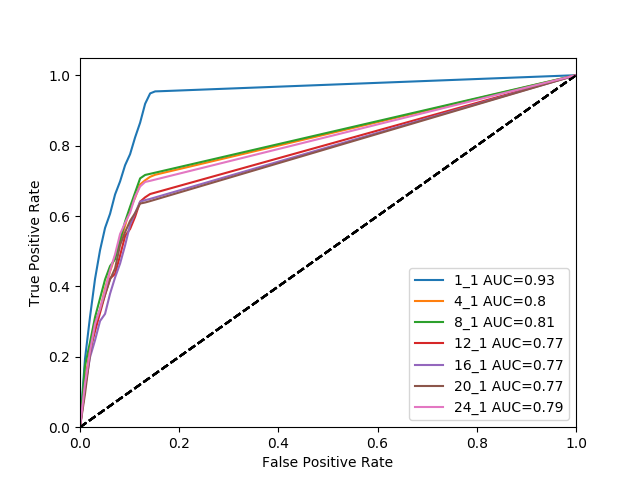 1.0
0.8
0.6
0.4
0.2
0.0
True Positive Rate
1_1 AUC=0.93
4_1 AUC=0.8
8_1 AUC=0.81
12_1 AUC=0.77
16_1 AUC=0.77
20_1 AUC=0.77
24_1 AUC=0.79
0.0 0.2 0.4 0.6 0.8 1.0
False Positive Rate